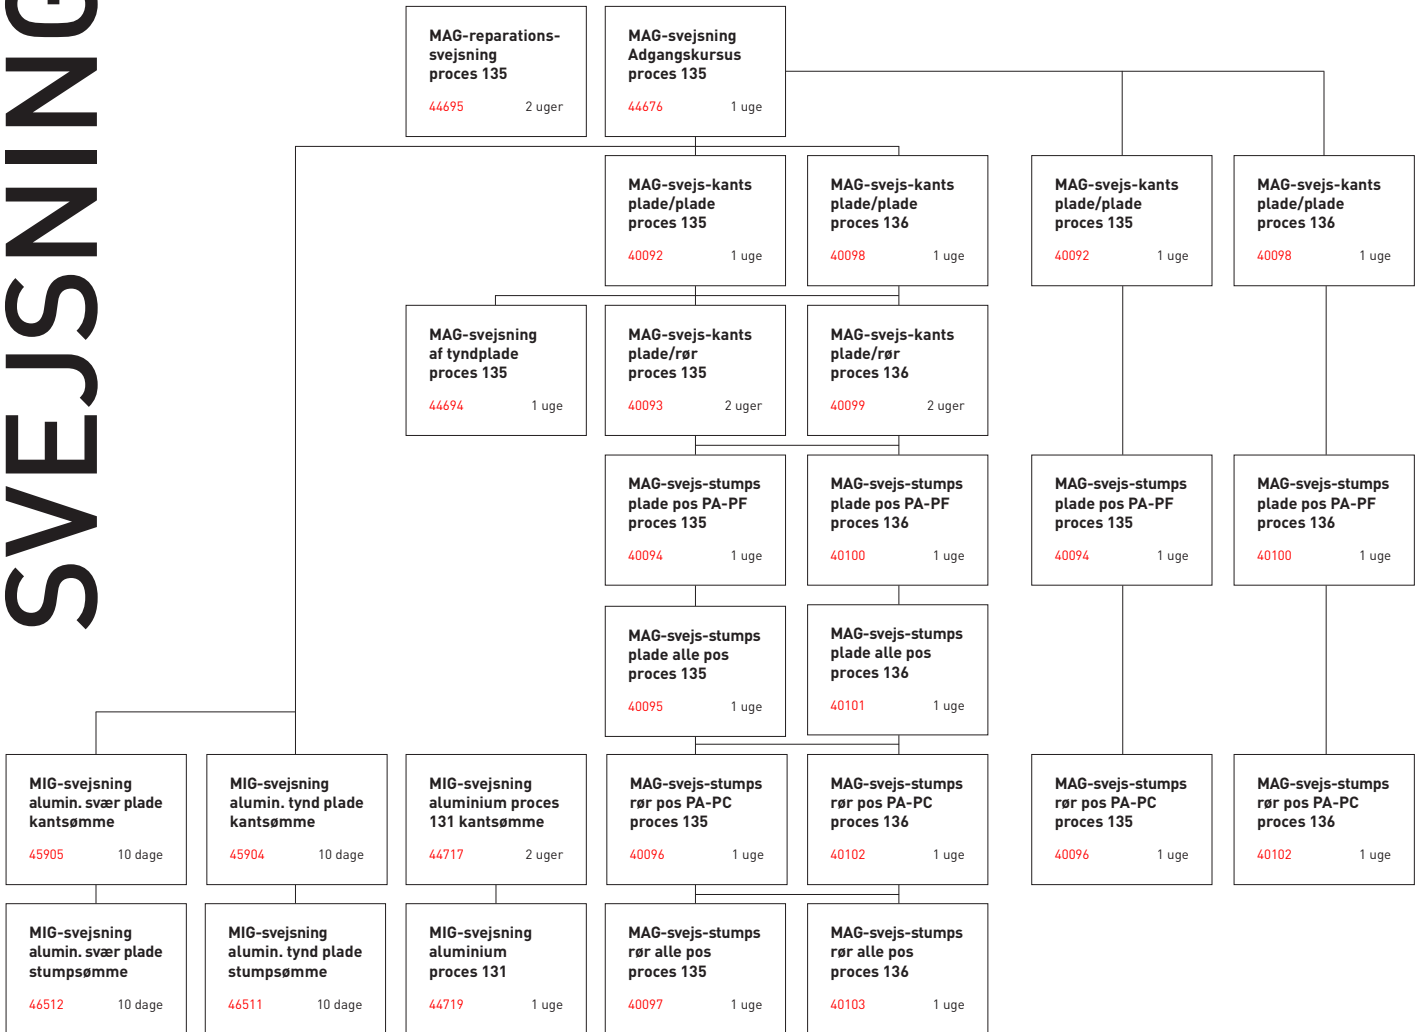 SVEJSNING
MAG-reparations-
svejsning
proces 135
44695 2 uger
MAG-svejsning
Adgangskursus
proces 135
44676 1 uge
MAG-svejs-kants
plade/plade
proces 135
40092 1 uge
MAG-svejs-kants
plade/plade
proces 136
40098 1 uge
MAG-svejs-kants
plade/plade
proces 135
40092 1 uge
MAG-svejs-kants
plade/plade
proces 136
40098 1 uge
MAG-svejsning
af tyndplade
proces 135
44694 1 uge
MAG-svejs-kants
plade/rør
proces 135
40093 2 uger
MAG-svejs-kants
plade/rør
proces 136
40099 2 uger
MAG-svejs-stumps
plade pos PA-PF
proces 135
40094 1 uge
MAG-svejs-stumps
plade pos PA-PF
proces 136
40100 1 uge
MAG-svejs-stumps
plade pos PA-PF
proces 135
40094 1 uge
MAG-svejs-stumps
plade pos PA-PF
proces 136
40100 1 uge
MAG-svejs-stumps
plade alle pos
proces 135
40095 1 uge
MAG-svejs-stumps
plade alle pos
proces 136
40101 1 uge
MIG-svejsning
alumin. svær plade
kantsømme
45905 10 dage
MIG-svejsning
alumin. tynd plade
kantsømme
45904 10 dage
MIG-svejsning
aluminium proces
131 kantsømme
44717 2 uger
MAG-svejs-stumps
rør pos PA-PC
proces 135
40096 1 uge
MAG-svejs-stumps
rør pos PA-PC
proces 136
40102 1 uge
MAG-svejs-stumps
rør pos PA-PC
proces 135
40096 1 uge
MAG-svejs-stumps
rør pos PA-PC
proces 136
40102 1 uge
MIG-svejsning
alumin. svær plade
stumpsømme
46512 10 dage
MIG-svejsning
alumin. tynd plade
stumpsømme
46511 10 dage
MIG-svejsning
aluminium
proces 131
44719 1 uge
MAG-svejs-stumps
rør alle pos
proces 135
40097 1 uge
MAG-svejs-stumps
rør alle pos
proces 136
40103 1 uge